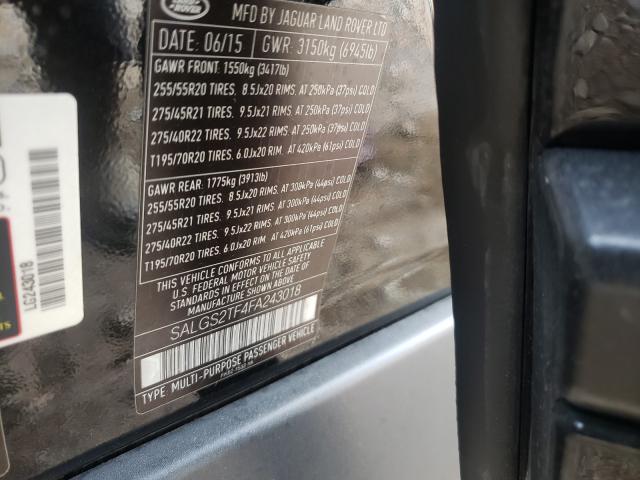 LAND ROVER
MFD BY JAGUAR LAND ROVER LTD
DATE: 06/15 GWR: 3150kg (6945lb)
GAWR FRONT: 1550kg (3417lb)
255/55R20 TIRES. 8.5Jx20 RIMS. AT 250kPa (37psi) COLD
275/45R21 TIRES. 9.5Jx21 RIMS. AT 250kPa (37psi) COLD
275/40R22 TIRES. 9.5Jx22 RIMS. AT 250kPa (37psi) COLD
T195/70R20 TIRES. 6.0Jx20 RIM. AT 420kPa (61psi) COLD
GAWR REAR: 1775kg (3913lb)
255/55R20 TIRES. 8.5Jx20 RIMS. AT 300kPa (44psi) COLD
275/45R21 TIRES. 9.5Jx21 RIMS. AT 300kPa (44psi) COLD
275/40R22 TIRES. 9.5Jx22 RIMS. AT 300kPa (44psi) COLD
T195/70R20 TIRES. 6.0Jx20 RIM. AT 420kPa (61psi) COLD
THIS VEHICLE CONFORMS TO ALL APPLICABLE
U.S. FEDERAL MOTOR VEHICLE SAFETY
STANDARDS IN EFFECT ON THE DATE OF
MANUFACTURE SHOWN ABOVE
SALGS2TF4FA243018
TYPE: MULTI-PURPOSE PASSENGER VEHICLE
LG243018